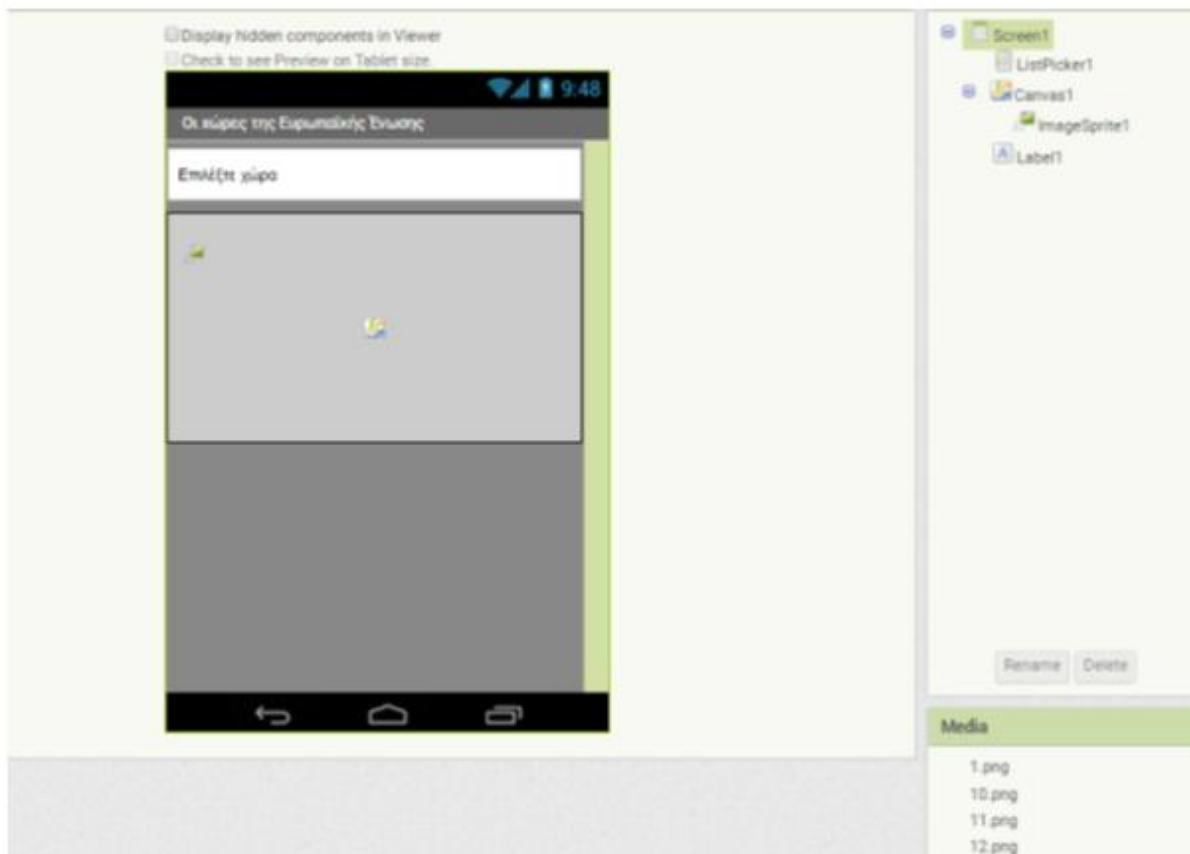 Display hidden components in Viewer
Check to see Preview on Tablet size.
9:48
Οι χώρες της Ευρωπαϊκής Ένωσης
Επιλέξτε χώρα
Screen1
ListPicker1
Canvas1
ImageSprite1
A Label1
Rename Delete
Media
1.png
10.png
11.png
12.png